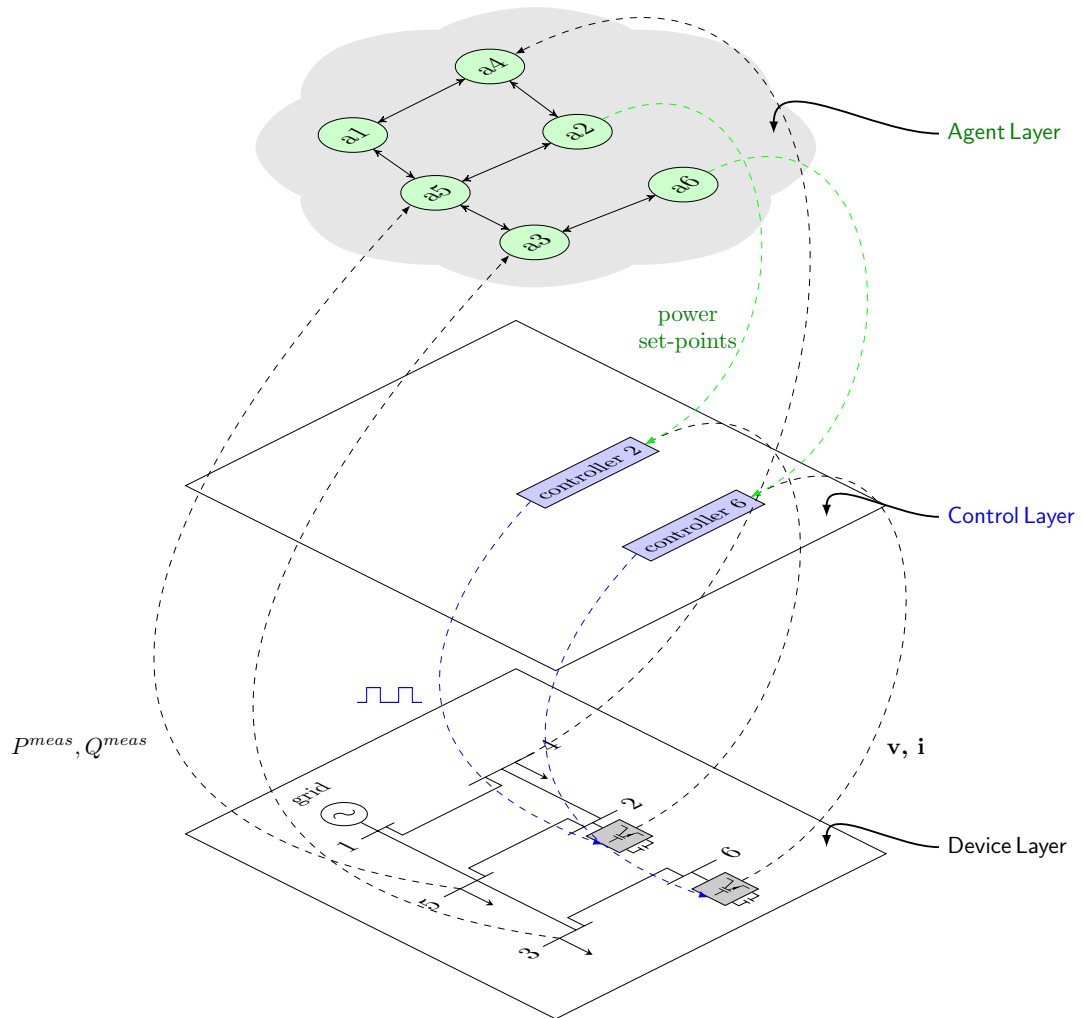 a4
a1
a2
Agent Layer
a5
a6
a3
power
set-points
controller 2
controller 6
Control Layer
P^{meas}, Q^{meas}
v, i
4
grid
2
1
Device Layer
6
5
3